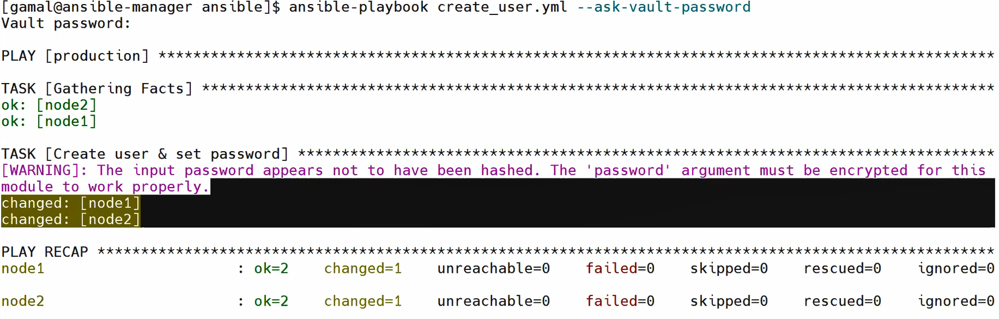 [gamal@ansible-manager ansible]$ ansible-playbook create_user.yml --ask-vault-password
Vault password:
PLAY [production] ************************************************************************************************
TASK [Gathering Facts] *******************************************************************************************
ok: [node2]
ok: [node1]
TASK [Create user & set password] ********************************************************************************
[WARNING]: The input password appears not to have been hashed. The 'password' argument must be encrypted for this
module to work properly.
changed: [node1]
changed: [node2]
PLAY RECAP *******************************************************************************************************
node1                      : ok=2    changed=1    unreachable=0    failed=0    skipped=0    rescued=0    ignored=0
node2                      : ok=2    changed=1    unreachable=0    failed=0    skipped=0    rescued=0    ignored=0